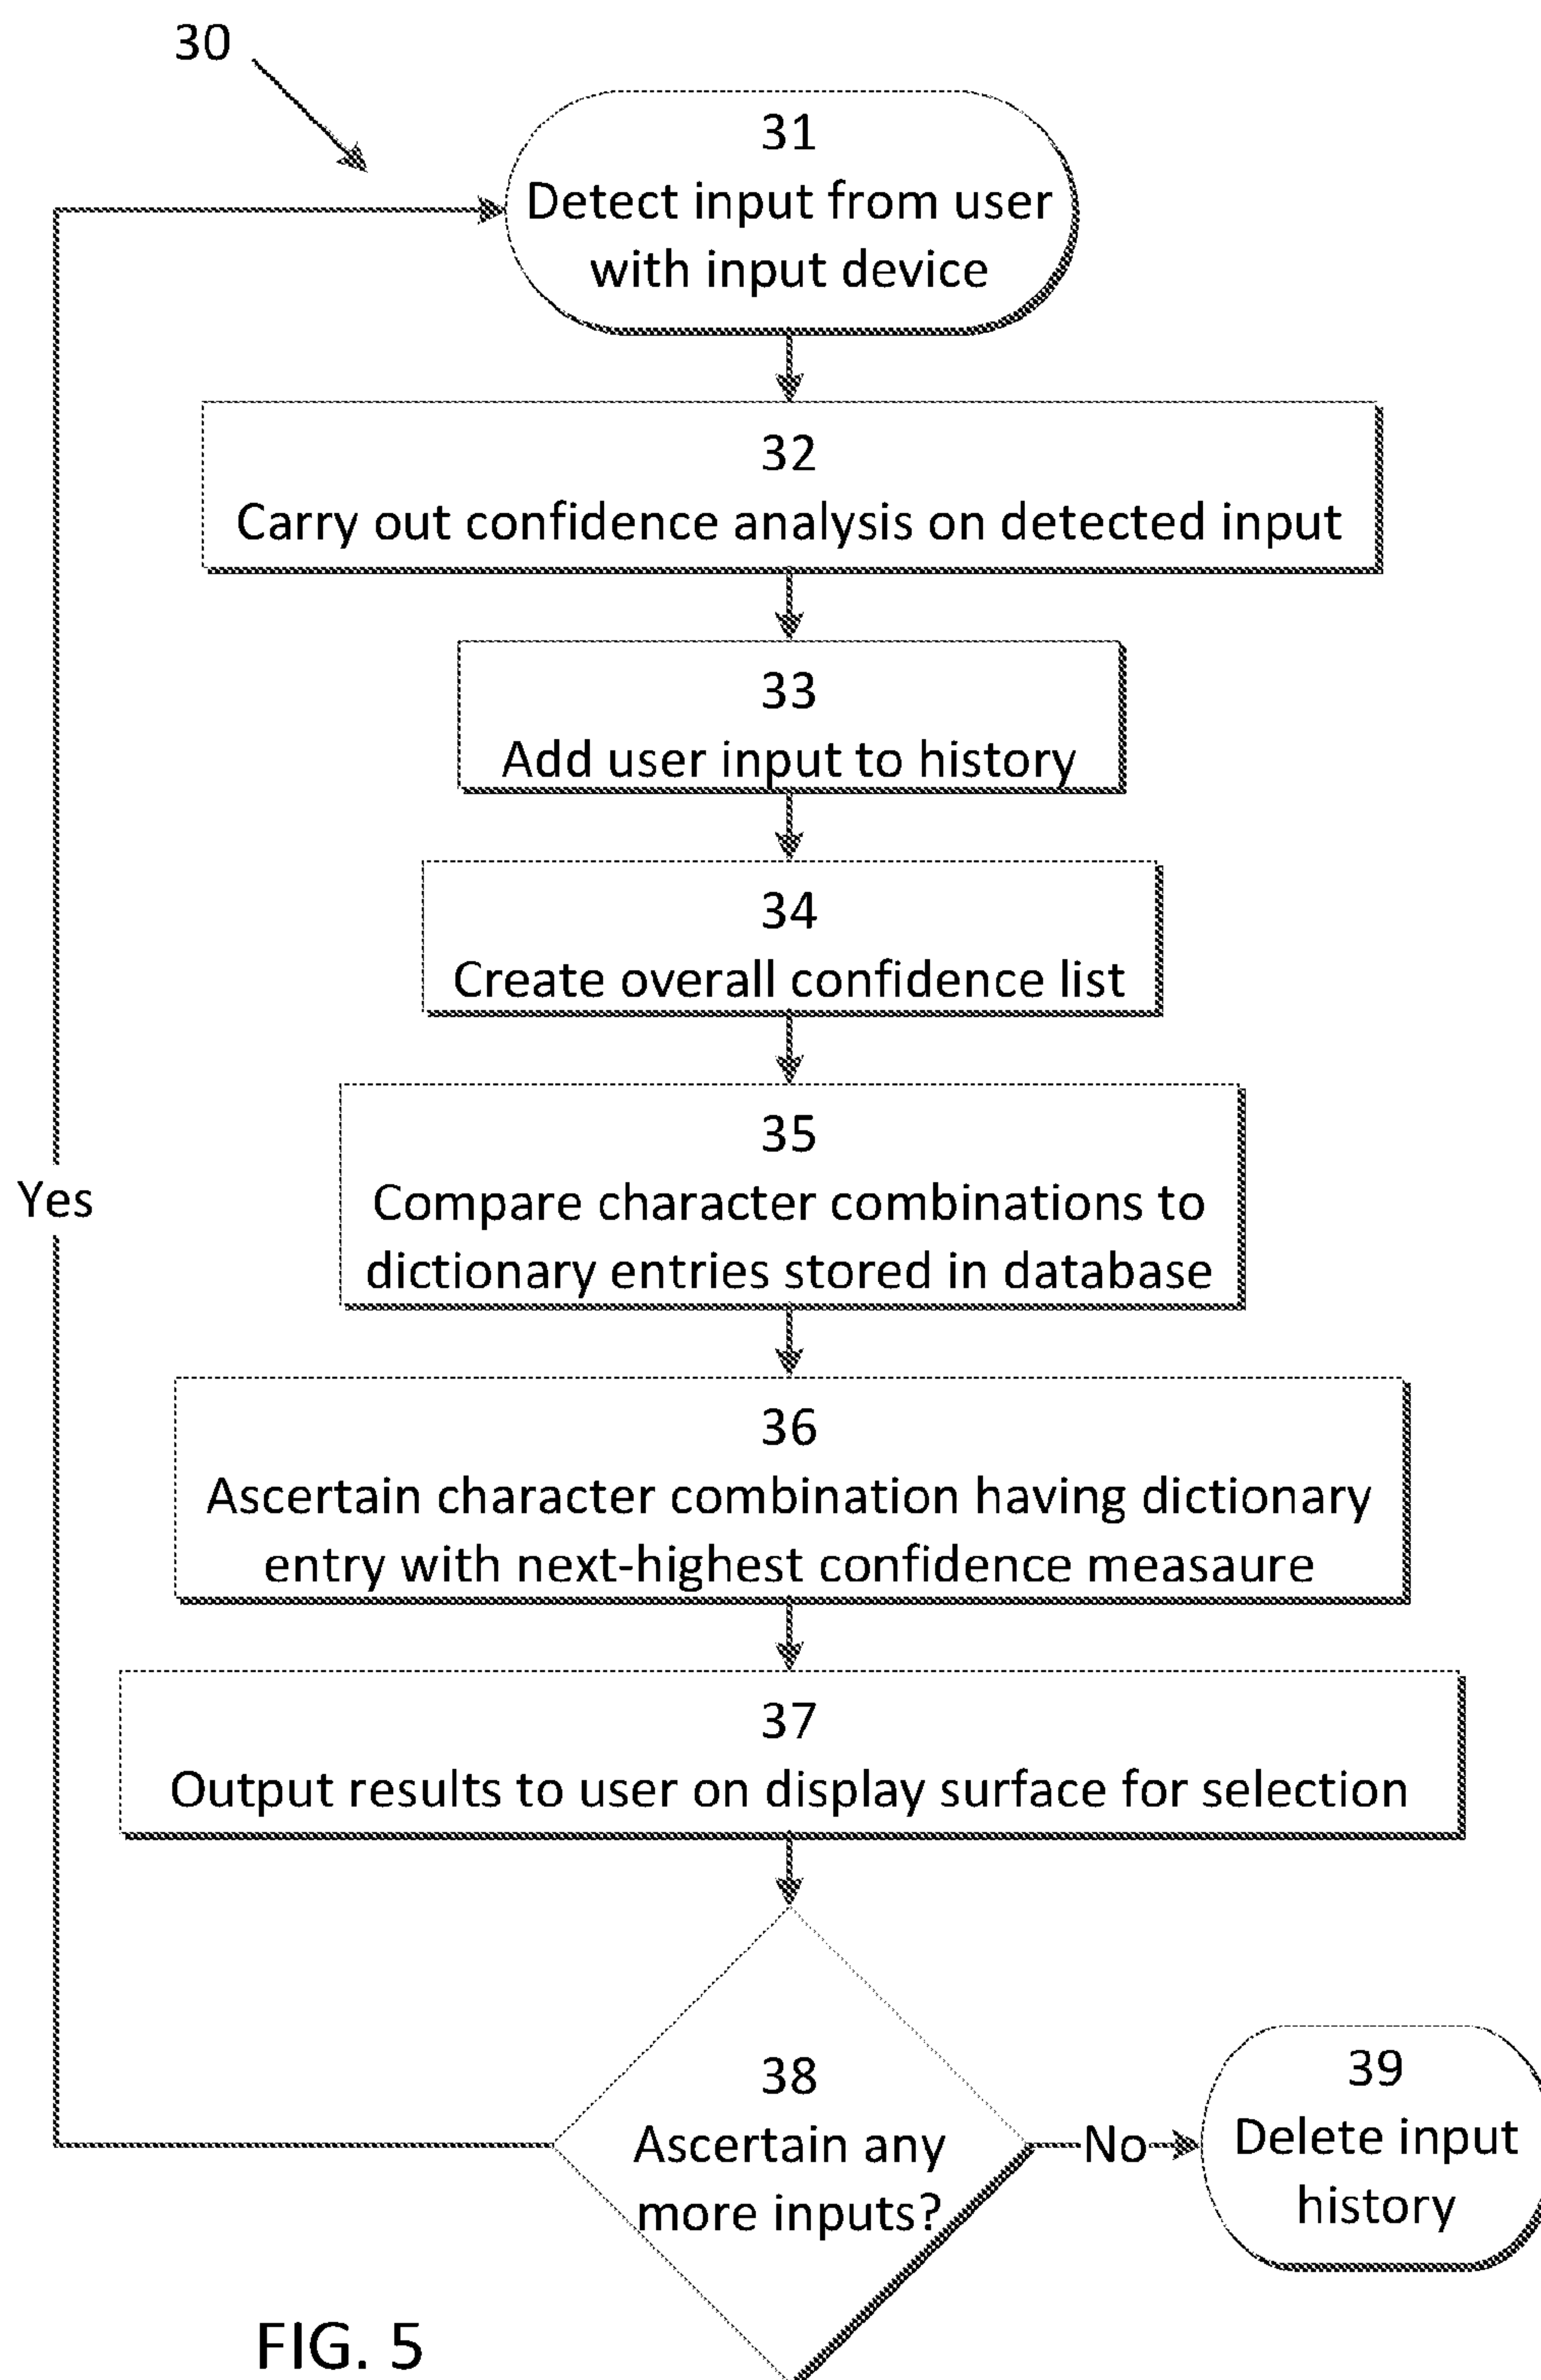 30
31
Detect input from user
with input device
32
Carry out confidence analysis on detected input
33
Add user input to history
34
Create overall confidence list
35
Compare character combinations to
dictionary entries stored in database
Yes
36
Ascertain character combination having dictionary
entry with next-highest confidence measaure
37
Output results to user on display surface for selection
38
Ascertain any
more inputs?
No
39
Delete input
history
FIG. 5